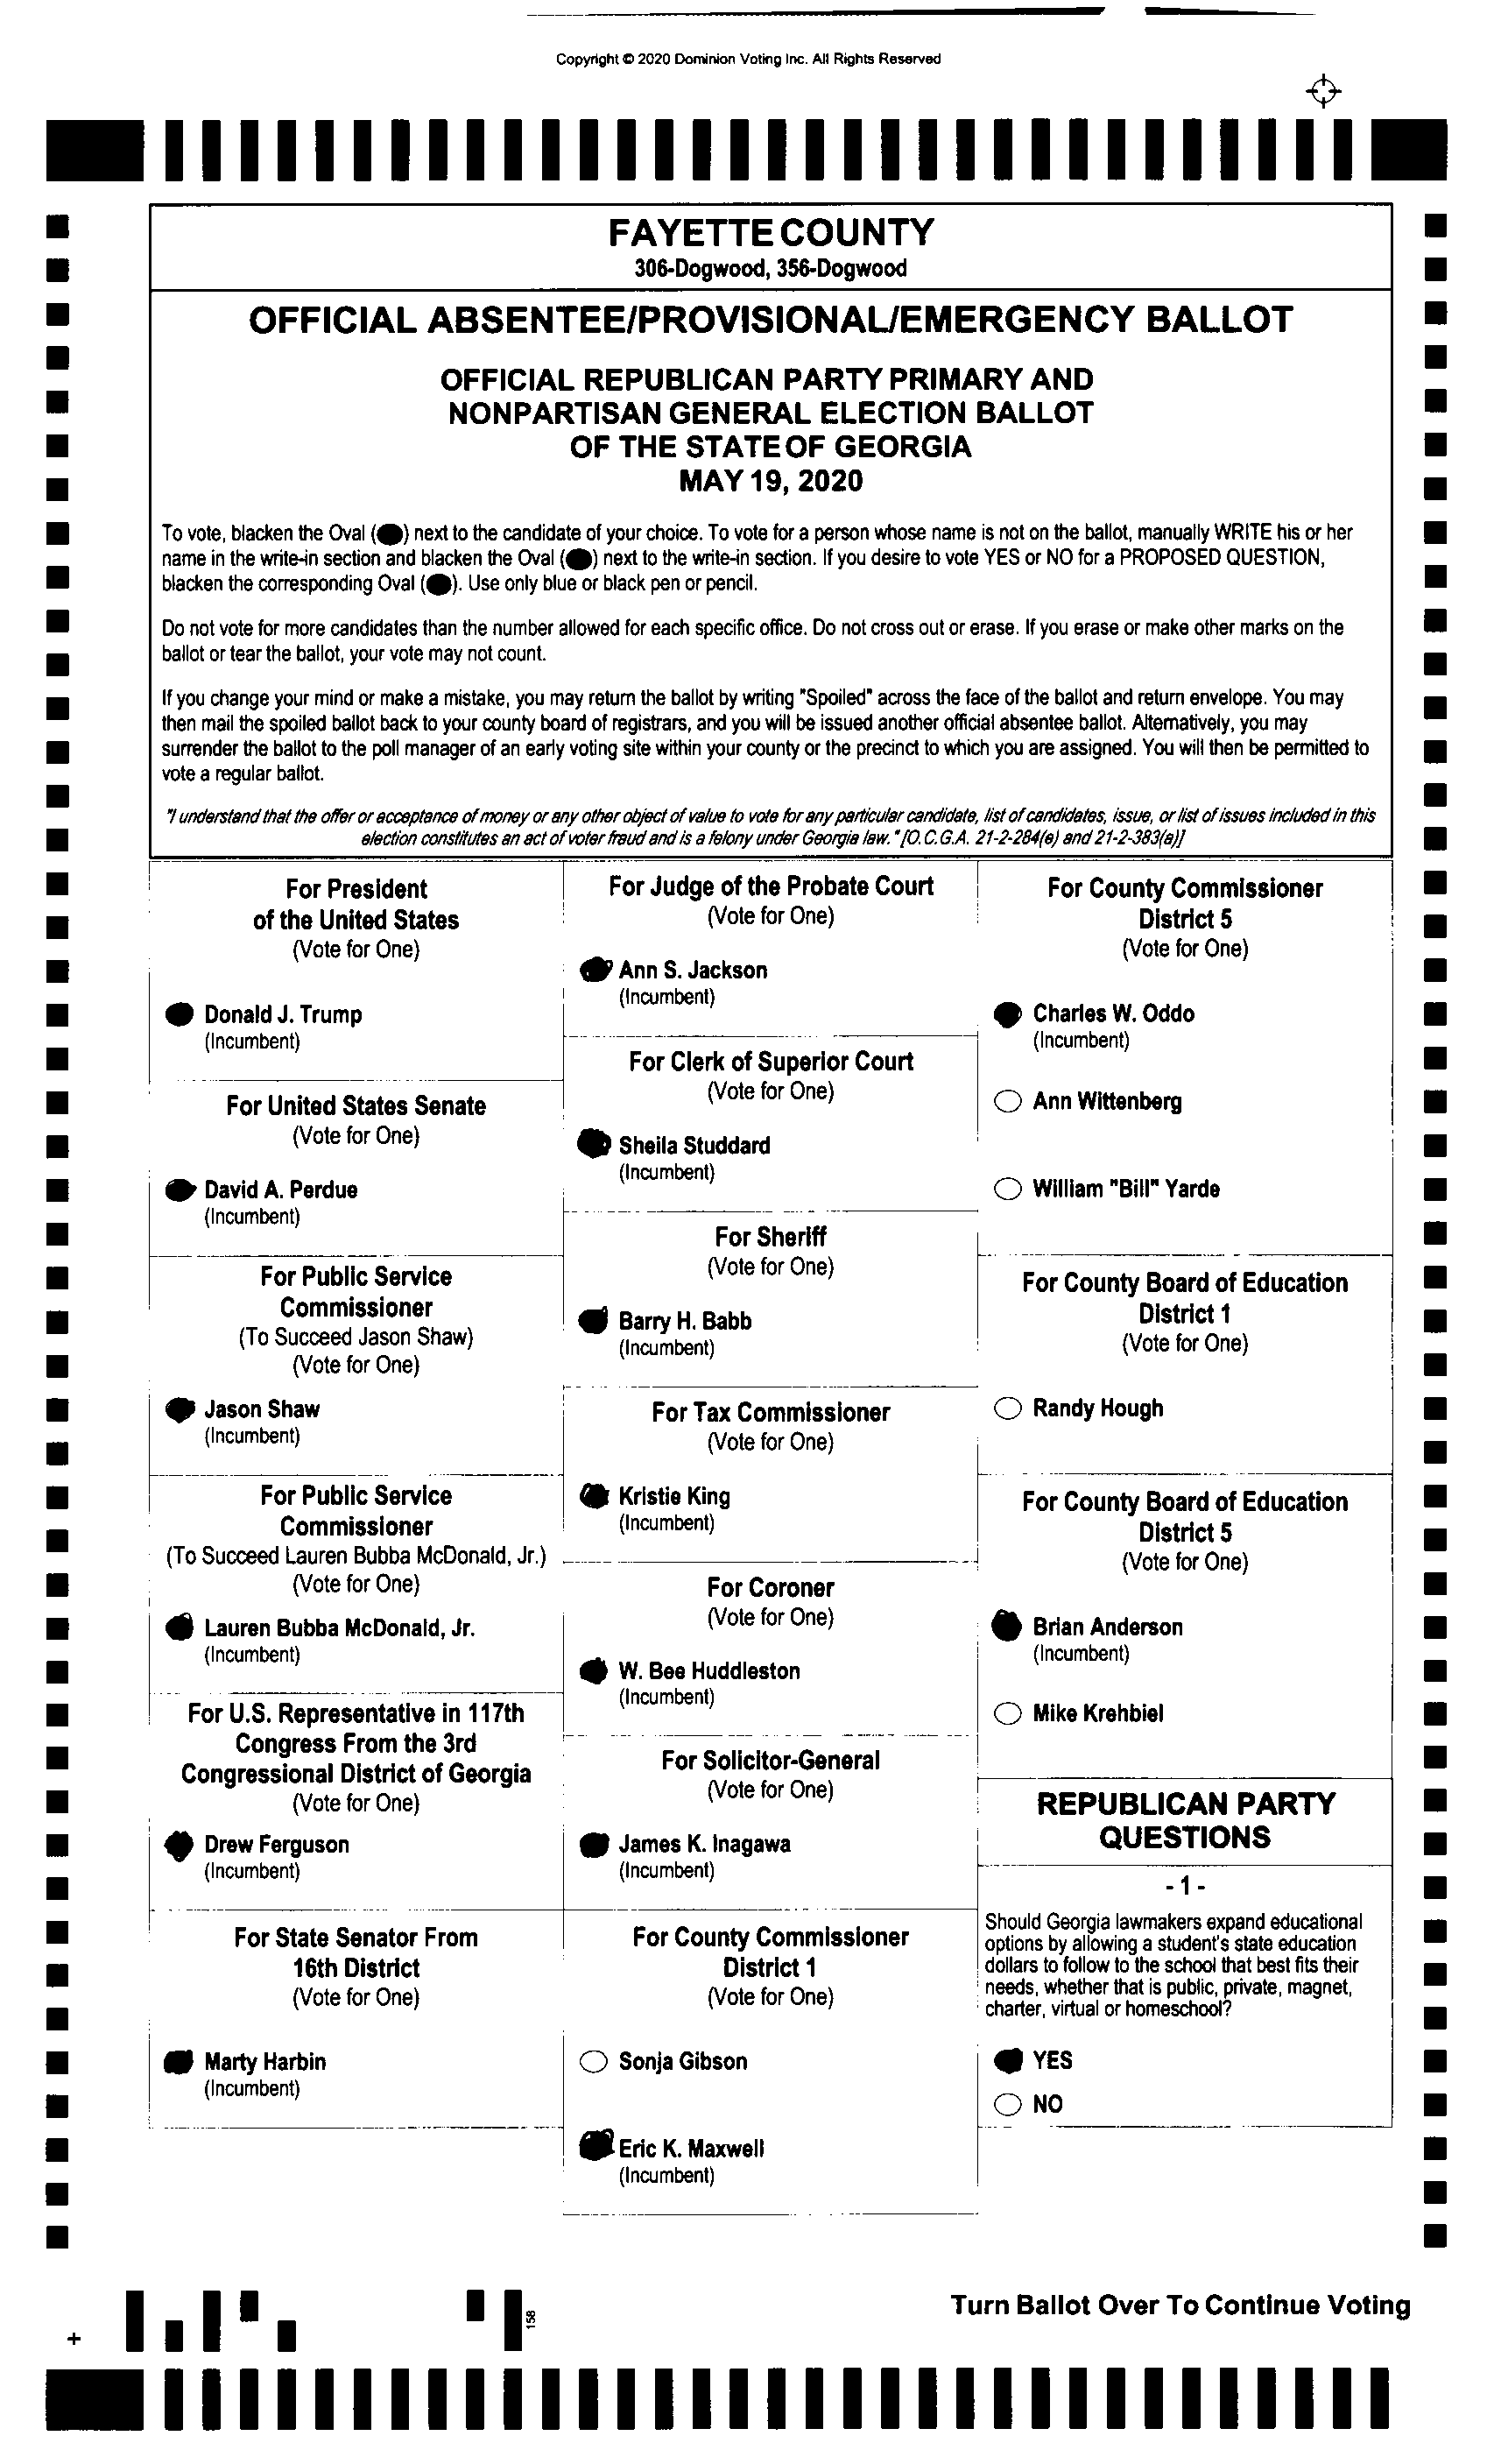 Copyright © 2020 Dominion Voting Inc. All Rights Reserved
FAYETTE COUNTY
306-Dogwood, 356-Dogwood
OFFICIAL ABSENTEE/PROVISIONAL/EMERGENCY BALLOT
OFFICIAL REPUBLICAN PARTY PRIMARY AND
NONPARTISAN GENERAL ELECTION BALLOT
OF THE STATE OF GEORGIA
MAY 19, 2020
To vote, blacken the Oval (●) next to the candidate of your choice. To vote for a person whose name is not on the ballot, manually WRITE his or her
name in the write-in section and blacken the Oval (●) next to the write-in section. If you desire to vote YES or NO for a PROPOSED QUESTION,
blacken the corresponding Oval (●). Use only blue or black pen or pencil.
Do not vote for more candidates than the number allowed for each specific office. Do not cross out or erase. If you erase or make other marks on the
ballot or tear the ballot, your vote may not count.
If you change your mind or make a mistake, you may return the ballot by writing "Spoiled" across the face of the ballot and return envelope. You may
then mail the spoiled ballot back to your county board of registrars, and you will be issued another official absentee ballot. Alternatively, you may
surrender the ballot to the poll manager of an early voting site within your county or the precinct to which you are assigned. You will then be permitted to
vote a regular ballot.
"I understand that the offer or acceptance of money or any other object of value to vote for any particular candidate, list of candidates, issue, or list of issues included in this
election constitutes an act of voter fraud and is a felony under Georgia law." [O.C.G.A. 21-2-284(e) and 21-2-383(a)]
For President
of the United States
(Vote for One)
Donald J. Trump
(Incumbent)
For United States Senate
(Vote for One)
David A. Perdue
(Incumbent)
For Public Service
Commissioner
(To Succeed Jason Shaw)
(Vote for One)
Jason Shaw
(Incumbent)
For Public Service
Commissioner
(To Succeed Lauren Bubba McDonald, Jr.)
(Vote for One)
Lauren Bubba McDonald, Jr.
(Incumbent)
For U.S. Representative in 117th
Congress From the 3rd
Congressional District of Georgia
(Vote for One)
Drew Ferguson
(Incumbent)
For State Senator From
16th District
(Vote for One)
Marty Harbin
(Incumbent)
For Judge of the Probate Court
(Vote for One)
Ann S. Jackson
(Incumbent)
For Clerk of Superior Court
(Vote for One)
Sheila Studdard
(Incumbent)
For Sheriff
(Vote for One)
Barry H. Babb
(Incumbent)
For Tax Commissioner
(Vote for One)
Kristie King
(Incumbent)
For Coroner
(Vote for One)
W. Bee Huddleston
(Incumbent)
For Solicitor-General
(Vote for One)
James K. Inagawa
(Incumbent)
For County Commissioner
District 1
(Vote for One)
Sonja Gibson
Eric K. Maxwell
(Incumbent)
For County Commissioner
District 5
(Vote for One)
Charles W. Oddo
(Incumbent)
Ann Wittenberg
William "Bill" Yarde
For County Board of Education
District 1
(Vote for One)
Randy Hough
For County Board of Education
District 5
(Vote for One)
Brian Anderson
(Incumbent)
Mike Krehbiel
REPUBLICAN PARTY
QUESTIONS
- 1 -
Should Georgia lawmakers expand educational
options by allowing a student's state education
dollars to follow to the school that best fits their
needs, whether that is public, private, magnet,
charter, virtual or homeschool?
YES
NO
Turn Ballot Over To Continue Voting
158
+